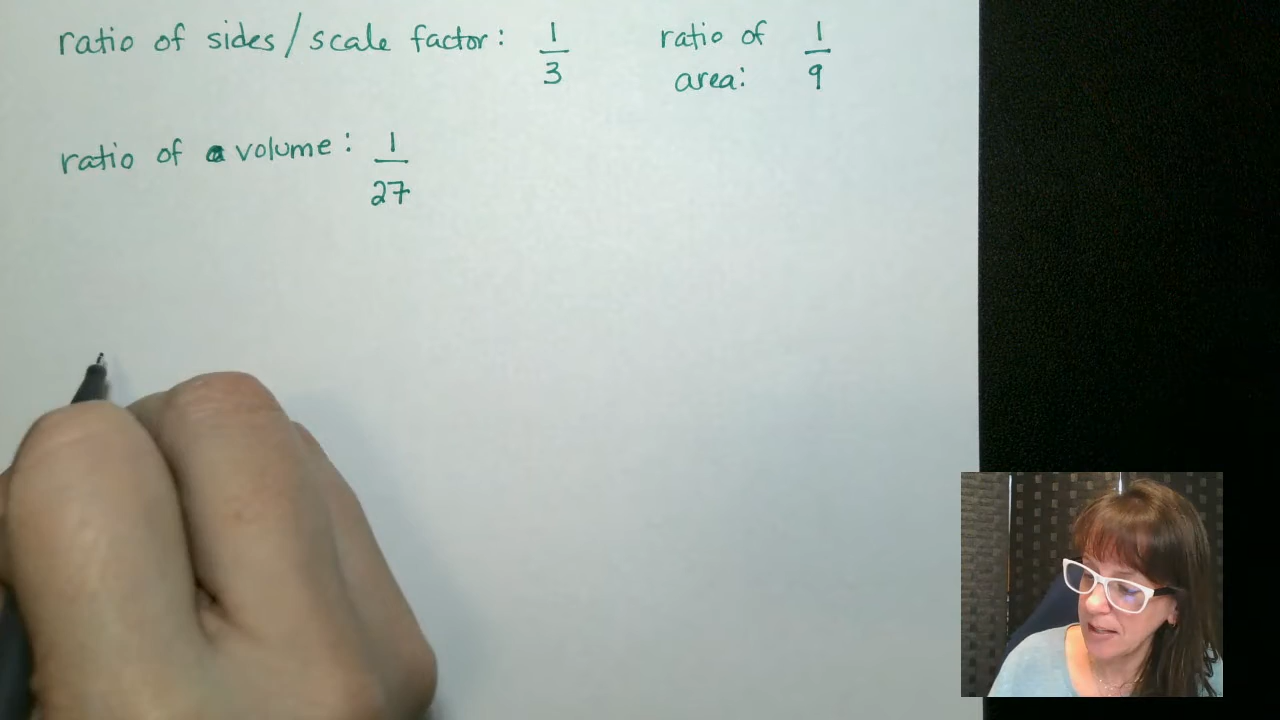 ratio of sides/scale factor: 1/3
ratio of area: 1/9
ratio of volume: 1/27